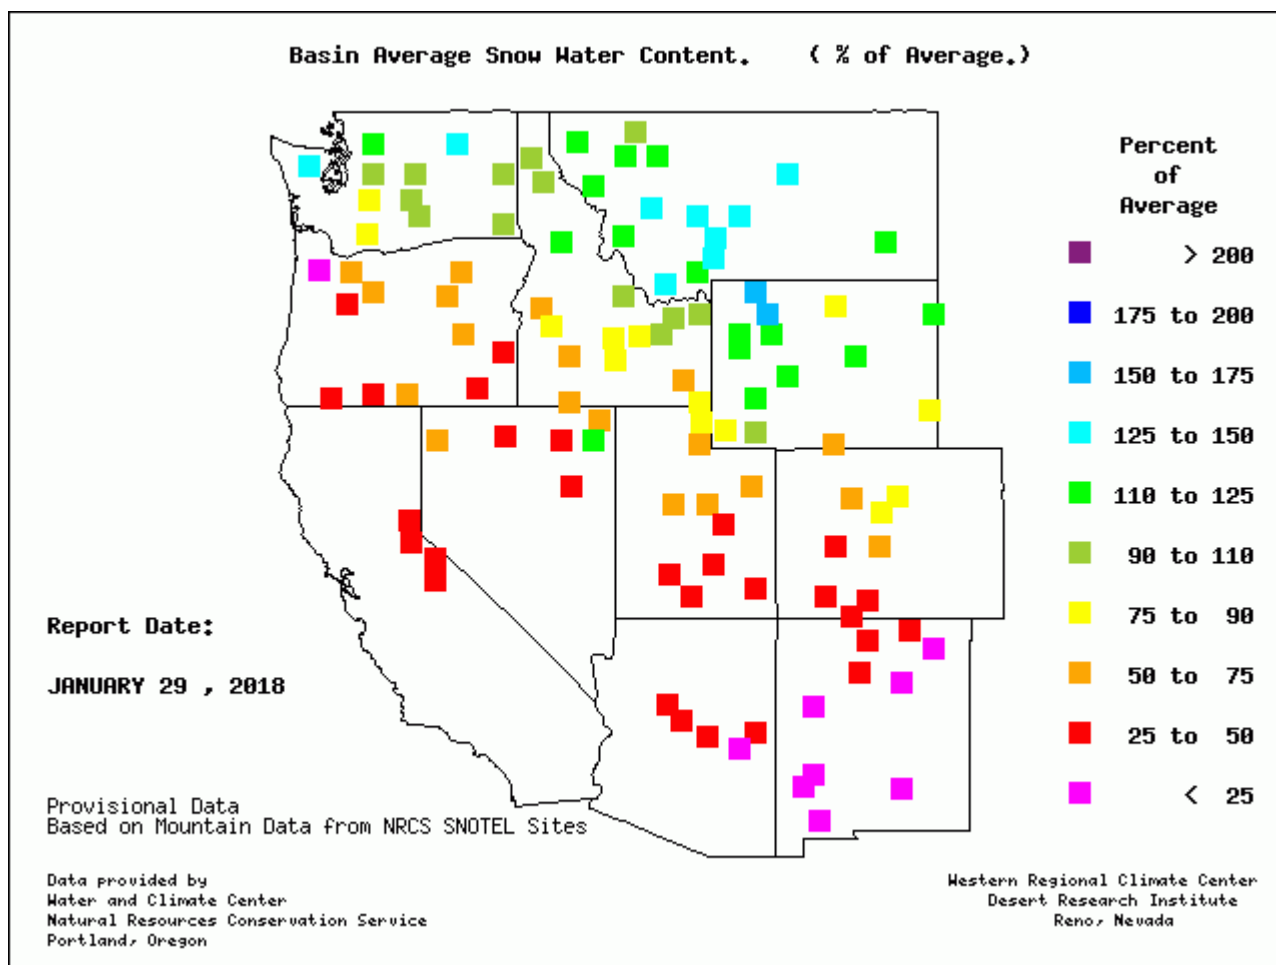 Basin Average Snow Water Content.    ( % of Average.)
Percent
of
Average
> 200
175 to 200
150 to 175
125 to 150
110 to 125
90 to 110
75 to 90
50 to 75
25 to 50
< 25
Report Date:
JANUARY 29 , 2018
Provisional Data
Based on Mountain Data from NRCS SNOTEL Sites
Data provided by
Water and Climate Center
Natural Resources Conservation Service
Portland, Oregon
Western Regional Climate Center
Desert Research Institute
Reno, Nevada